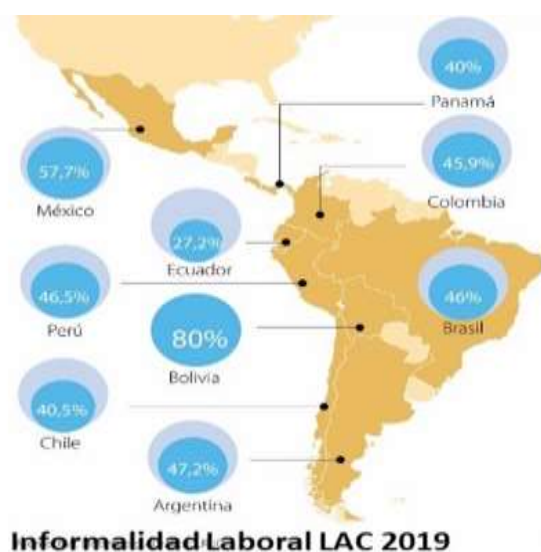 40%
Panamá
57,7%
México
45,9%
Colombia
27,2%
Ecuador
46,5%
Perú
46%
Brasil
80%
Bolivia
40,5%
Chile
47,2%
Argentina
Informalidad Laboral LAC 2019